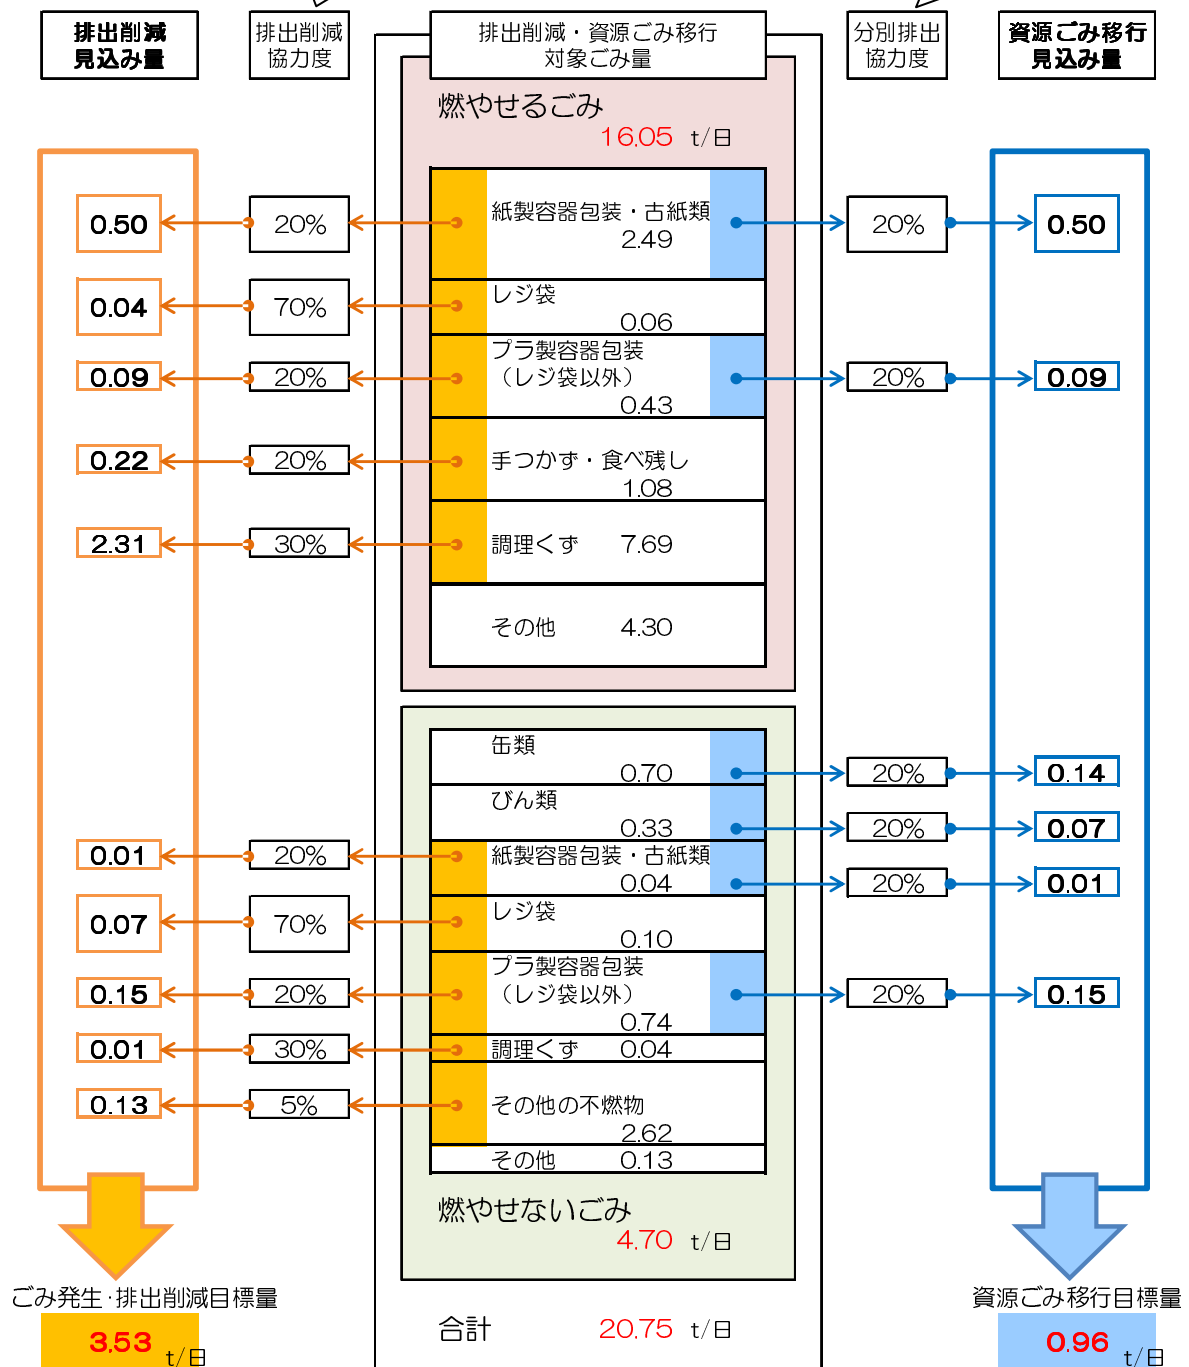 排出削減
見込み量
排出削減
協力度
排出削減・資源ごみ移行
対象ごみ量
分別排出
協力度
資源ごみ移行
見込み量
燃やせるごみ
16.05 t/日
0.50 20% 紙製容器包装・古紙類 20% 0.50
2.49
0.04 70% レジ袋
0.06
プラ製容器包装
0.09 20% （レジ袋以外） 20% 0.09
0.43
0.22 20% 手つかず・食べ残し
1.08
2.31 30% 調理くず 7.69
その他 4.30
缶類
0.70 20% 0.14
びん類
0.33 20% 0.07
0.01 20% 紙製容器包装・古紙類
0.04 20% 0.01
0.07 70% レジ袋
0.10
プラ製容器包装
0.15 20% （レジ袋以外） 20% 0.15
0.74
0.01 30% 調理くず 0.04
0.13 5% その他の不燃物
2.62
その他 0.13
燃やせないごみ
4.70 t/日
ごみ発生・排出削減目標量
3.53 t/日
合計 20.75 t/日
資源ごみ移行目標量
0.96 t/日